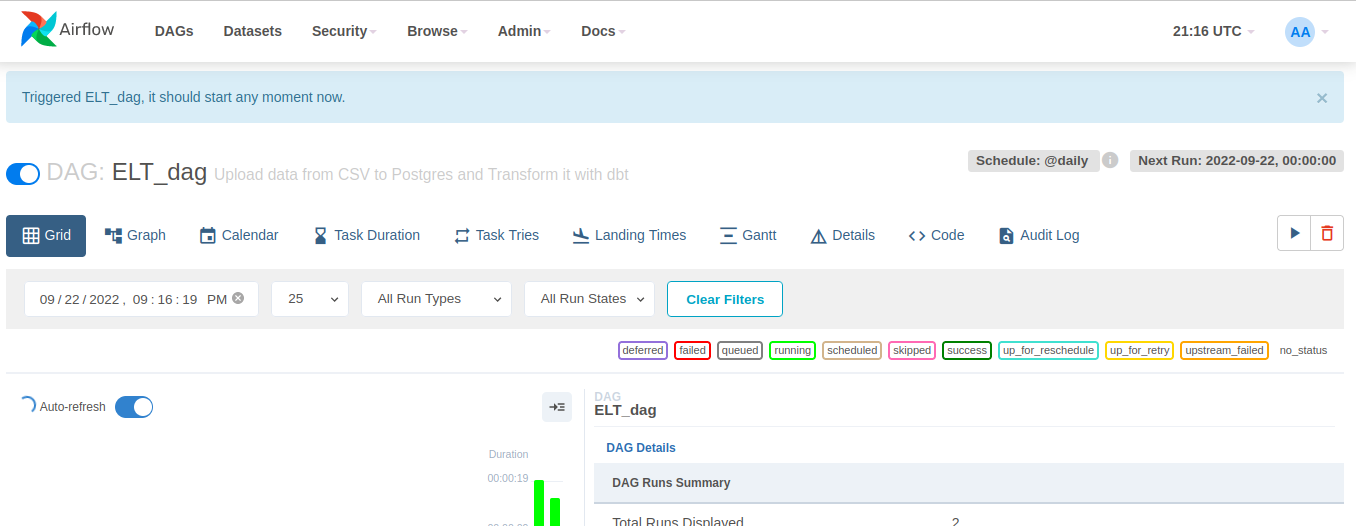 Airflow DAGs Datasets Security Browse Admin Docs 21:16 UTC AA
Triggered ELT_dag, it should start any moment now. ×
Schedule: @daily i Next Run: 2022-09-22, 00:00:00
DAG: ELT_dag Upload data from CSV to Postgres and Transform it with dbt
Grid Graph Calendar Task Duration Task Tries Landing Times Gantt Details Code Audit Log
09/22/2022, 09:16:19 PM 25 All Run Types All Run States Clear Filters
deferred failed queued running scheduled skipped success up_for_reschedule up_for_retry upstream_failed no_status
Auto-refresh
Duration
00:00:19
DAG
ELT_dag
DAG Details
DAG Runs Summary
Total Runs Displayed 2